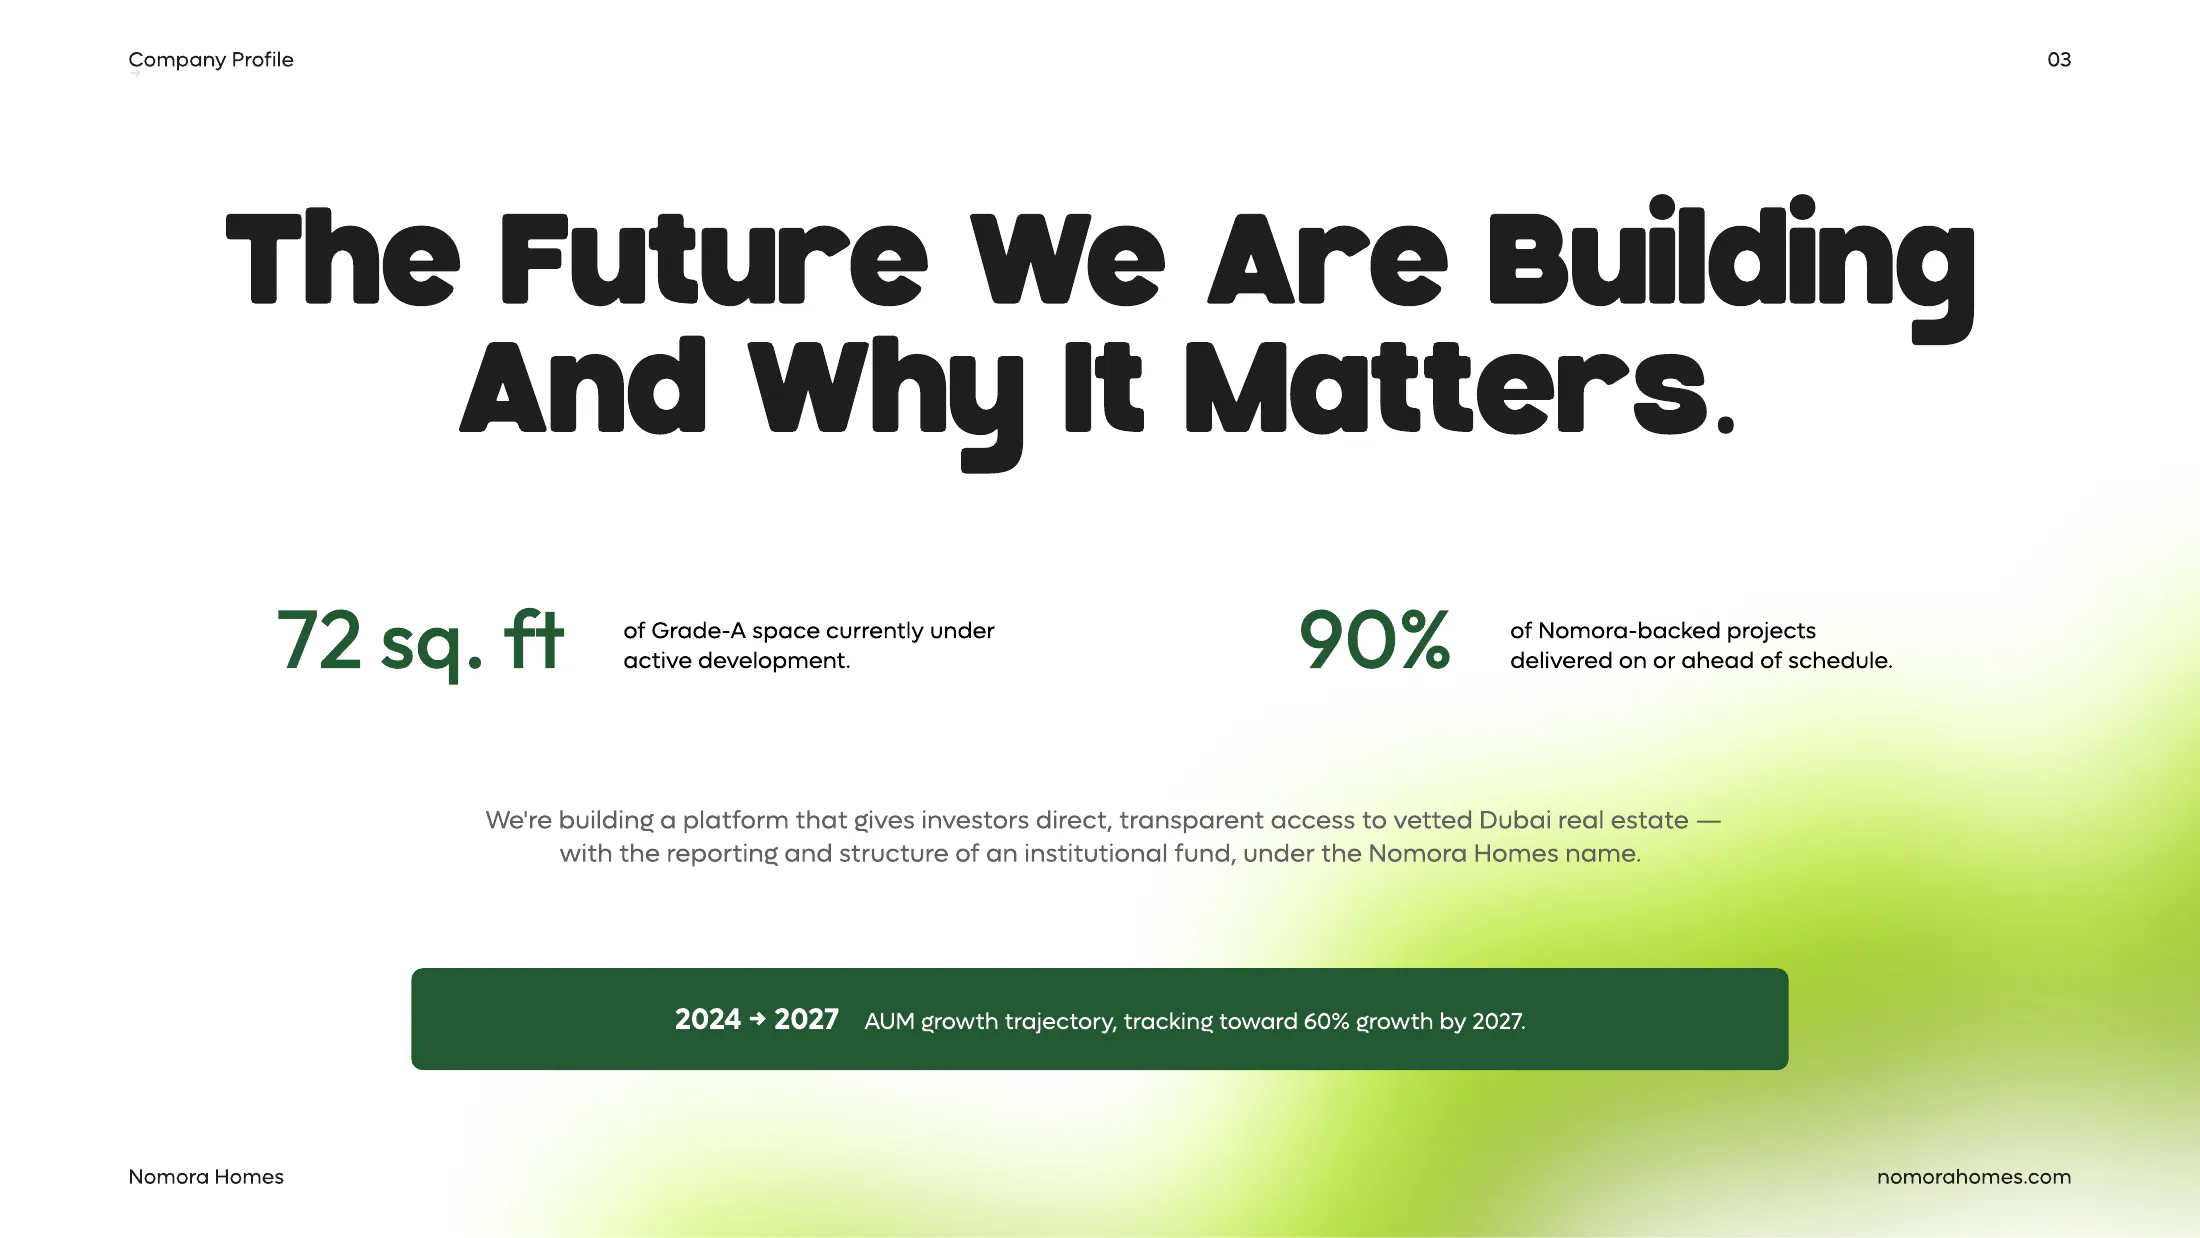 Company Profile
03
→
The Future We Are Building
And Why It Matters.
72 sq. ft
of Grade-A space currently under
active development.
90%
of Nomora-backed projects
delivered on or ahead of schedule.
We're building a platform that gives investors direct, transparent access to vetted Dubai real estate —
with the reporting and structure of an institutional fund, under the Nomora Homes name.
2024 → 2027 AUM growth trajectory, tracking toward 60% growth by 2027.
Nomora Homes
nomorahomes.com